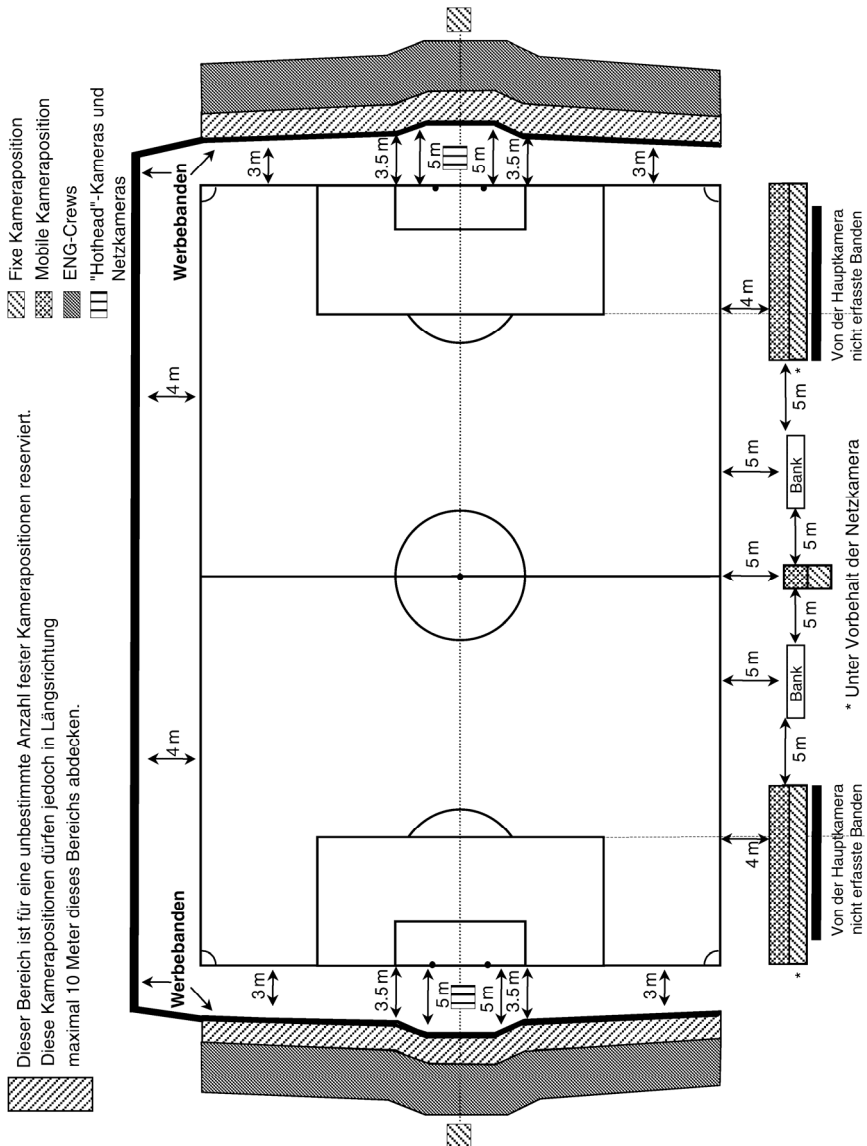 Dieser Bereich ist für eine unbestimmte Anzahl fester Kamerapositionen reserviert.
Diese Kamerapositionen dürfen jedoch in Längsrichtung
maximal 10 Meter dieses Bereichs abdecken.
Fixe Kameraposition
Mobile Kameraposition
ENG-Crews
"Hothead"-Kameras und
Netzkameras
Werbebanden
Werbebanden
4 m
4 m
3 m
3 m
3.5 m
5 m
5 m
3.5 m
3.5 m
5 m
5 m
3.5 m
3 m
3 m
4 m
5 m
5 m
5 m
4 m
*
5 m
Bank
5 m
5 m
Bank
5 m
*
Von der Hauptkamera
nicht erfasste Banden
* Unter Vorbehalt der Netzkamera
Von der Hauptkamera
nicht erfasste Banden